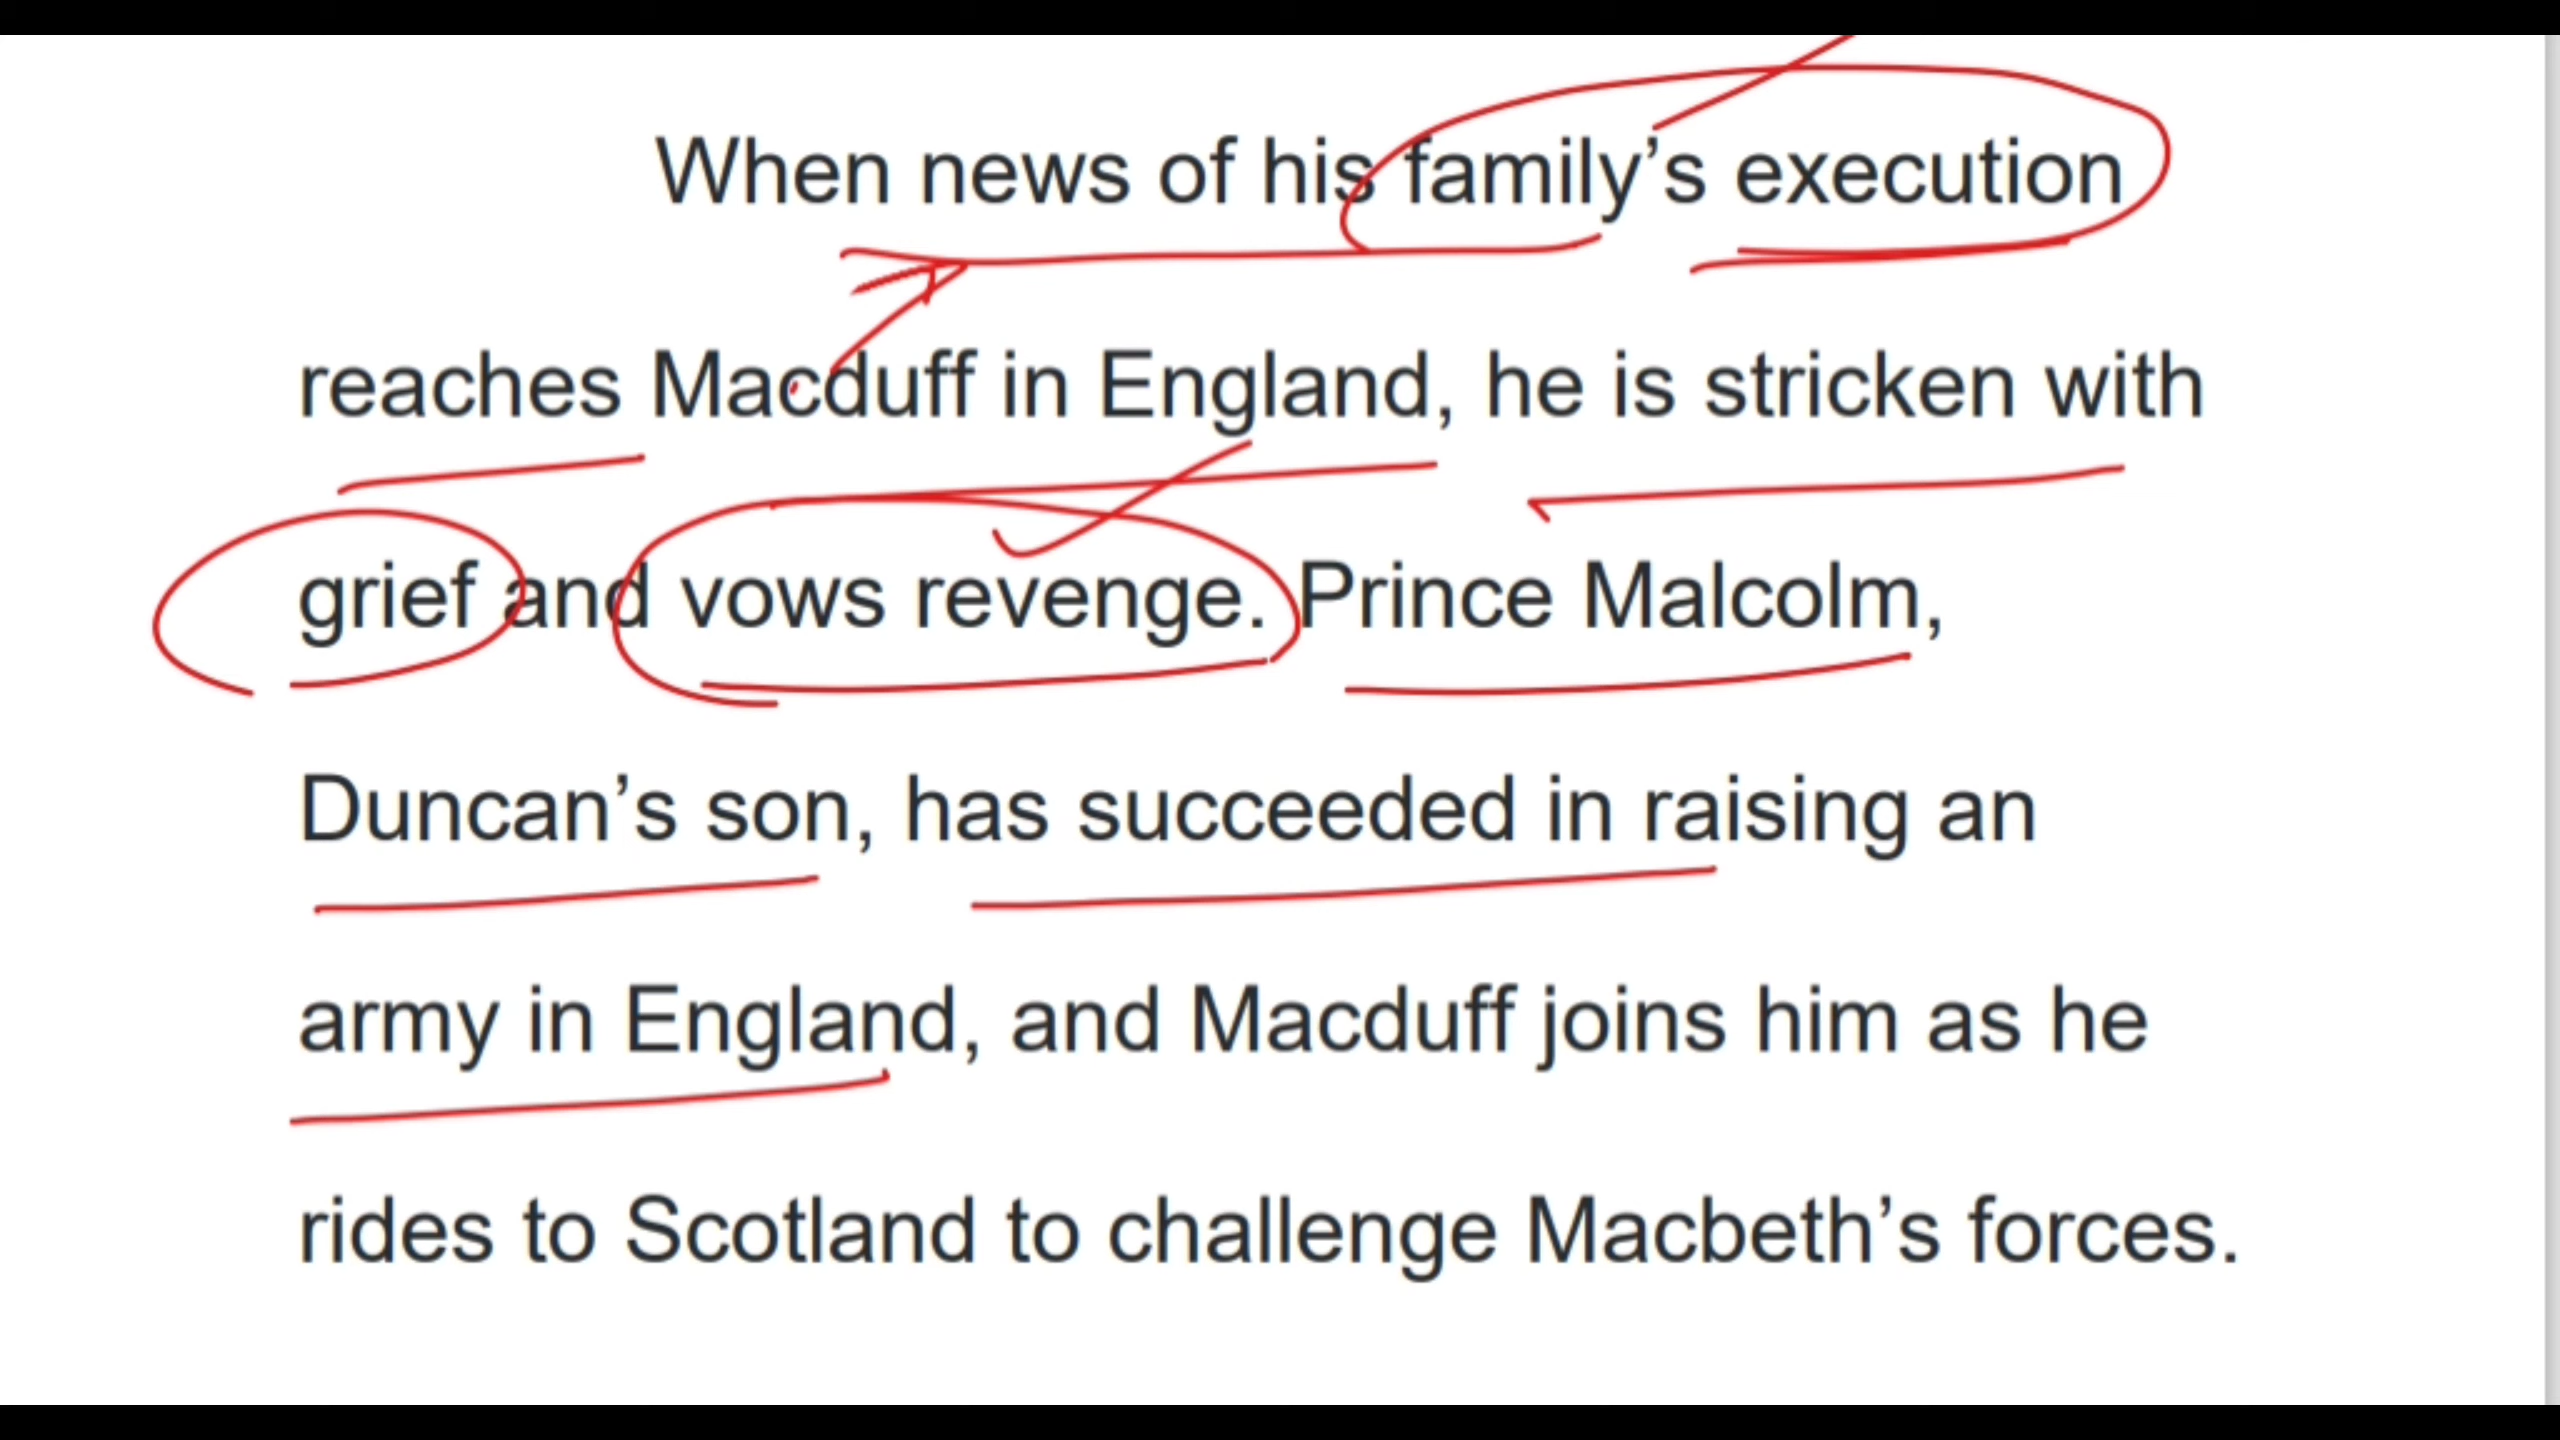 When news of his family’s execution
reaches Macduff in England, he is stricken with
grief and vows revenge. Prince Malcolm,
Duncan’s son, has succeeded in raising an
army in England, and Macduff joins him as he
rides to Scotland to challenge Macbeth’s forces.